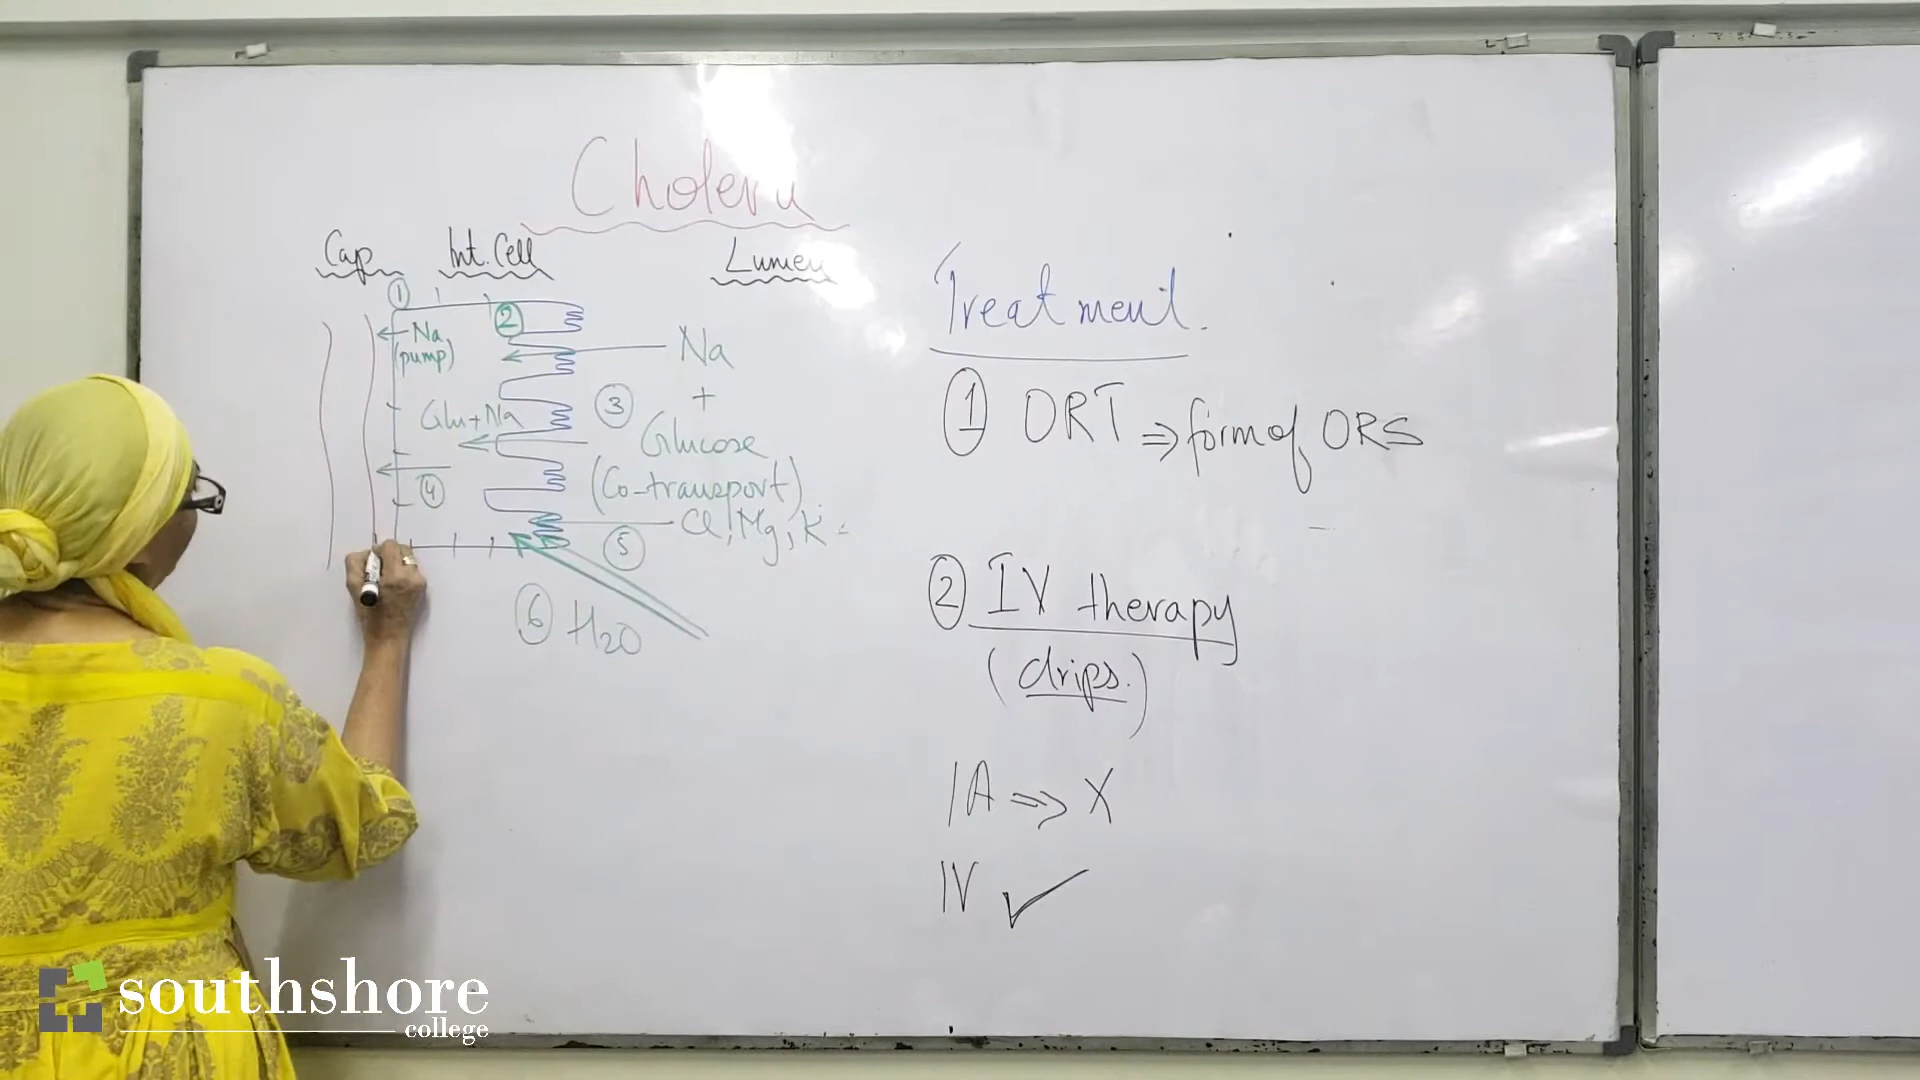 Cholera
Cap
Int. Cell
Lumen
1
2
Na
(pump)
Na
+
3
Glu+Na
Glucose
(Co-transport)
4
Cl, Mg, K
5
6 H2O
Treatment.
1 ORT ⇒ form of ORS
2 IV therapy
(drips.)
IA ⇒ X
IV ✓
southshore
college